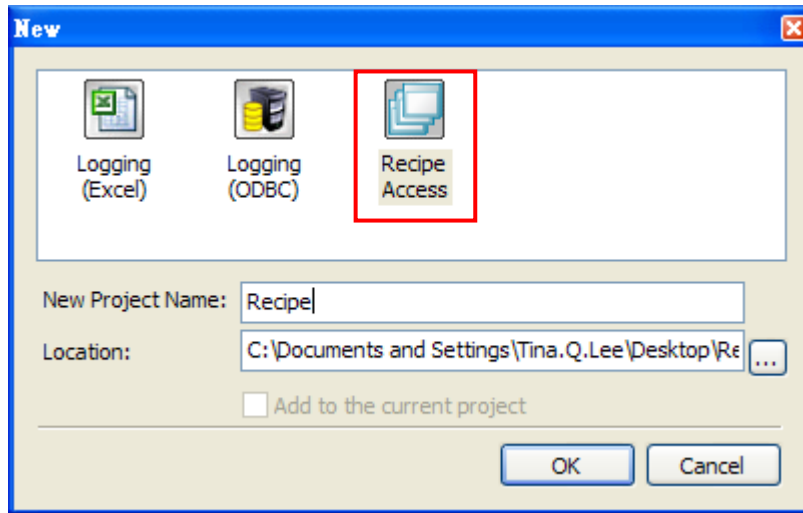 New
Logging
(Excel)
Logging
(ODBC)
Recipe
Access
New Project Name:
Recipe
Location:
C:\Documents and Settings\Tina.Q.Lee\Desktop\Re
...
Add to the current project
OK
Cancel